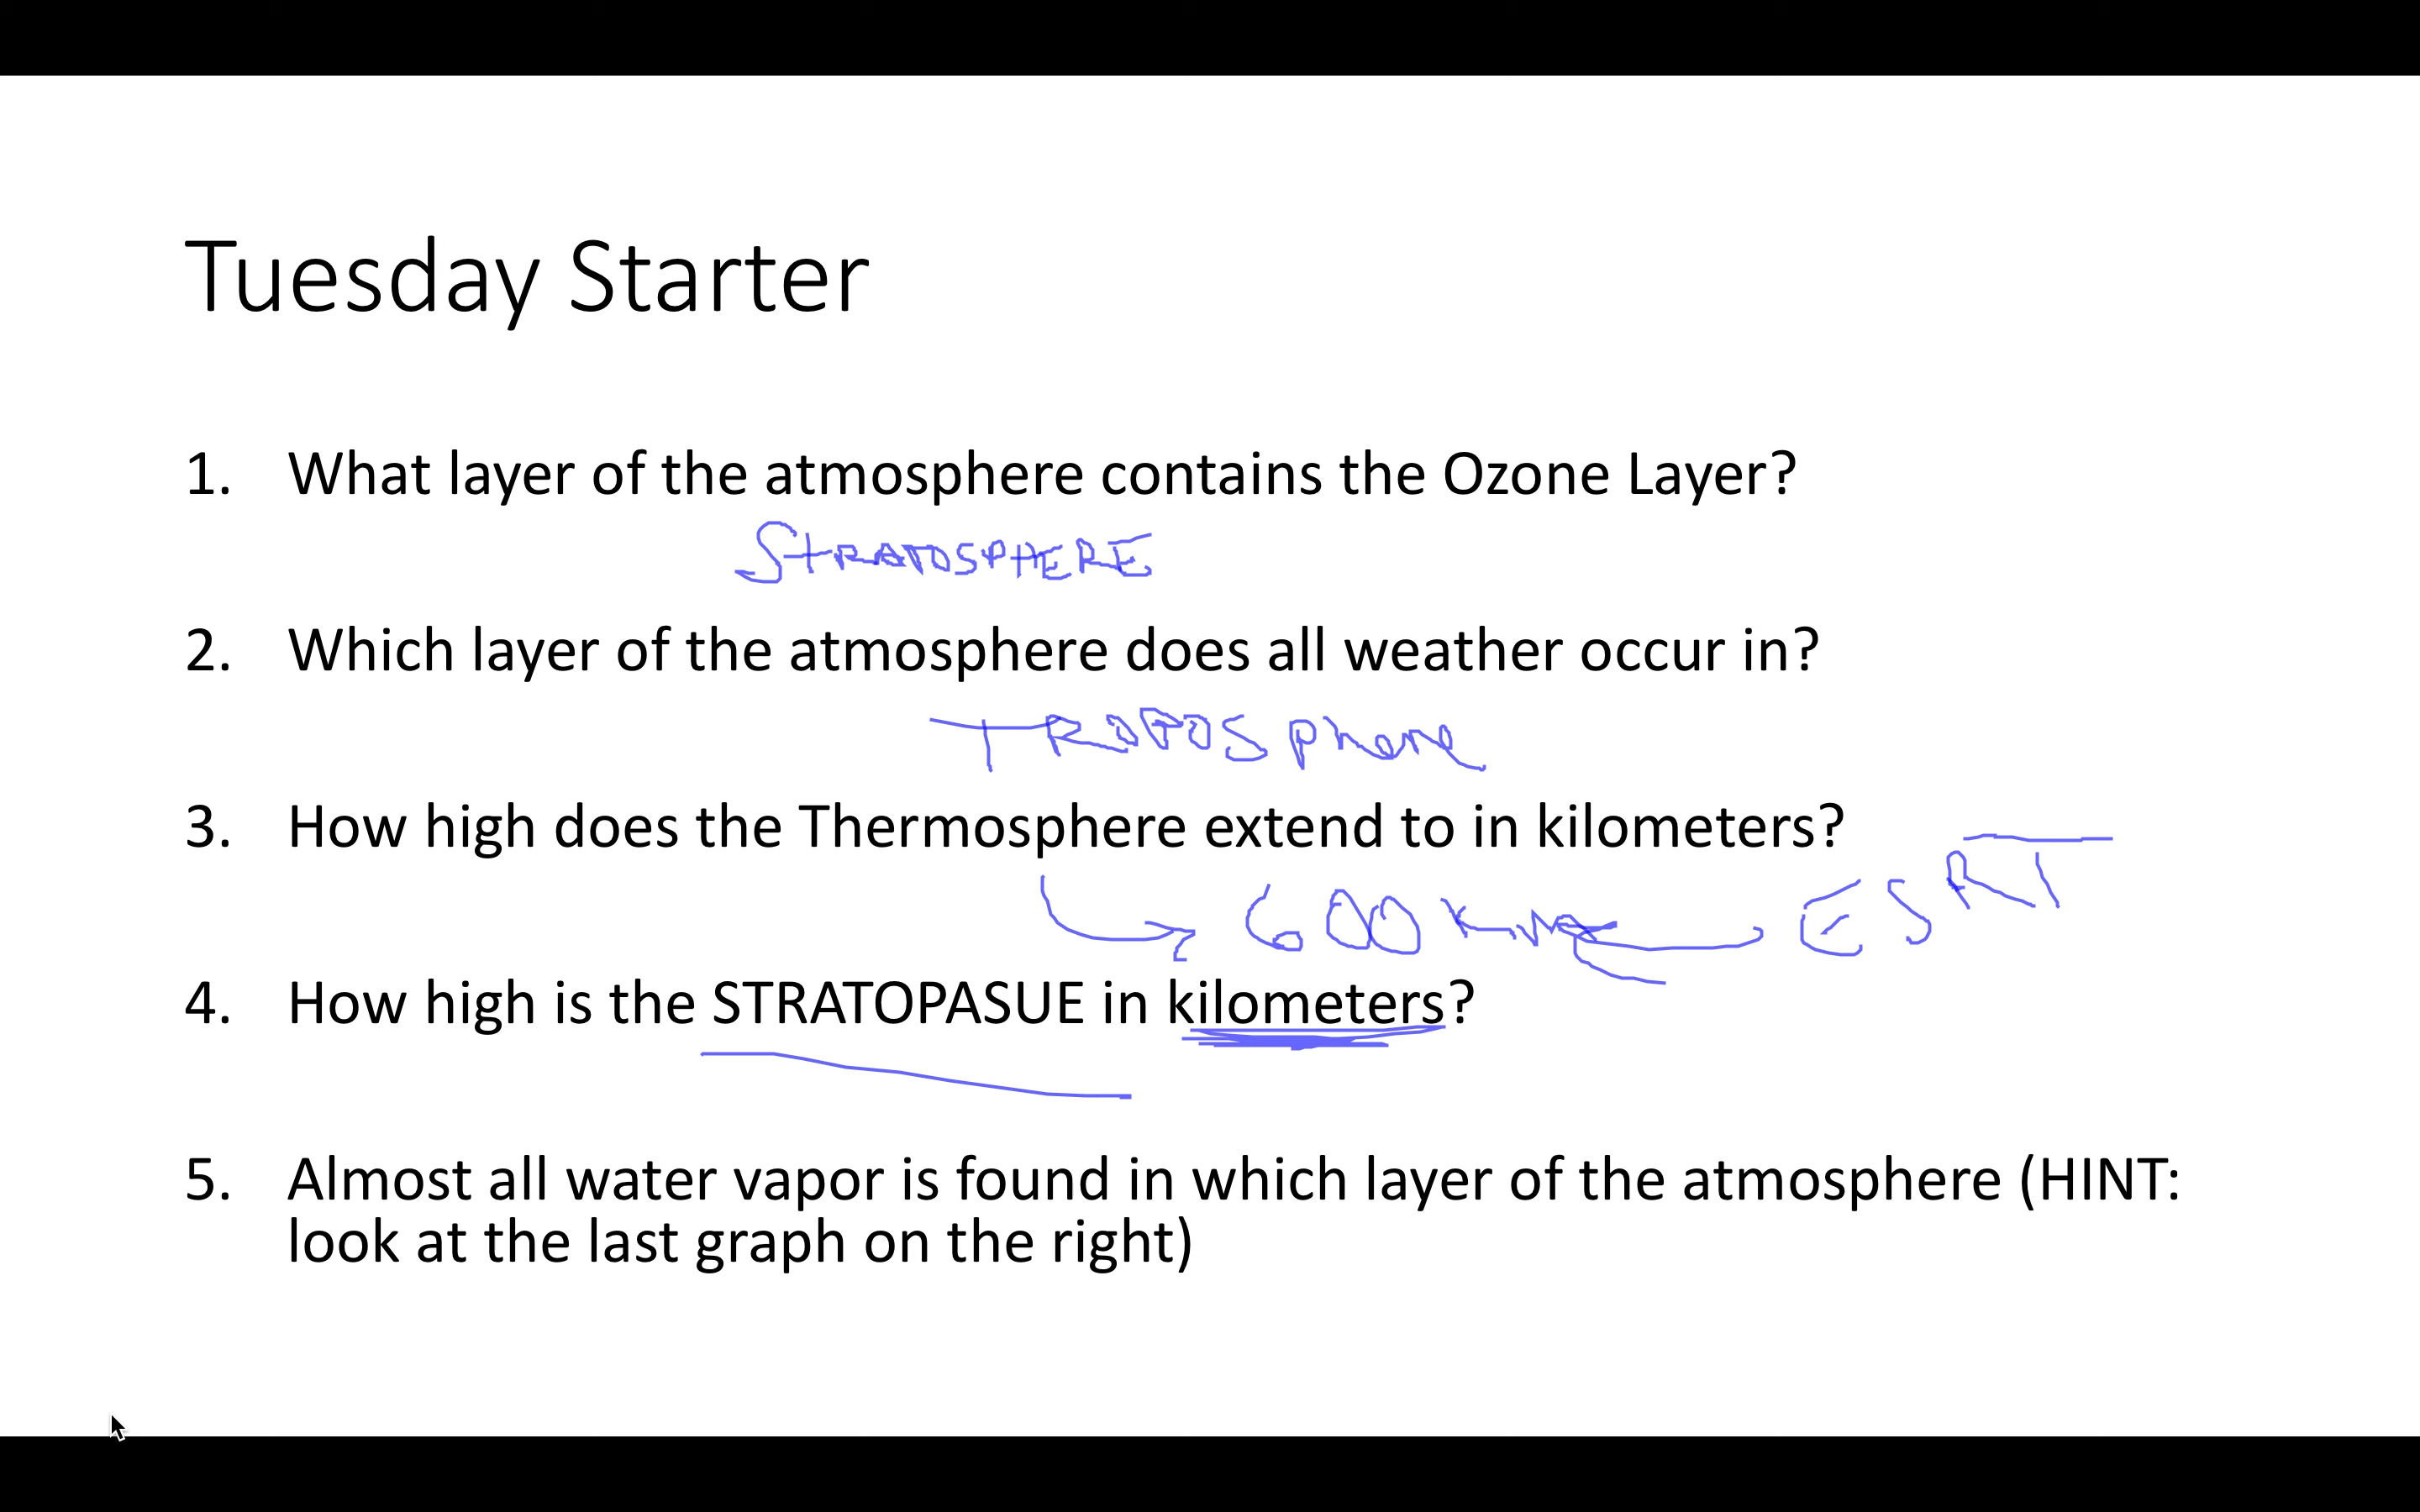 Tuesday Starter
1. What layer of the atmosphere contains the Ozone Layer?
STRATOSPHERE
2. Which layer of the atmosphere does all weather occur in?
3. How high does the Thermosphere extend to in kilometers?
600 KM
ESRT
4. How high is the STRATOPASUE in kilometers?
5. Almost all water vapor is found in which layer of the atmosphere (HINT:
look at the last graph on the right)